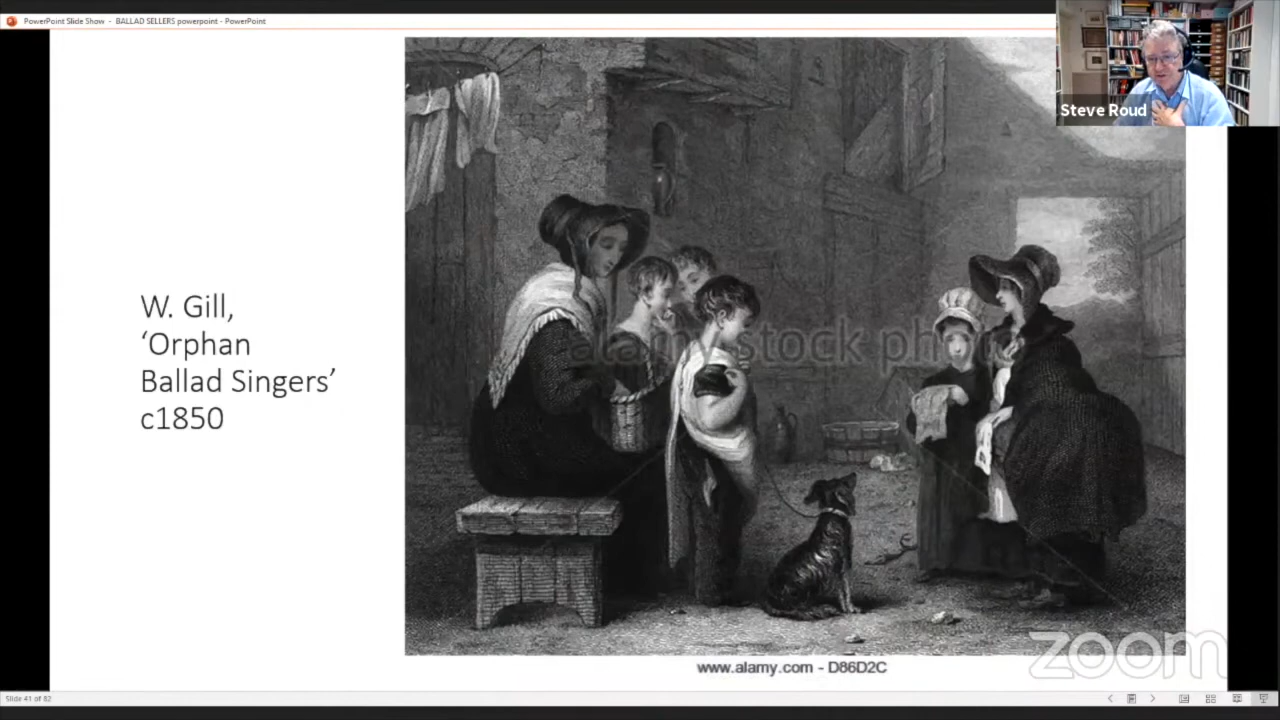 PowerPoint Slide Show - BALLAD SELLERS powerpoint - PowerPoint
Steve Roud
W. Gill,
‘Orphan
Ballad Singers’
c1850
alamy stock photo
www.alamy.com - D86D2C
zoom
Slide 41 of 82